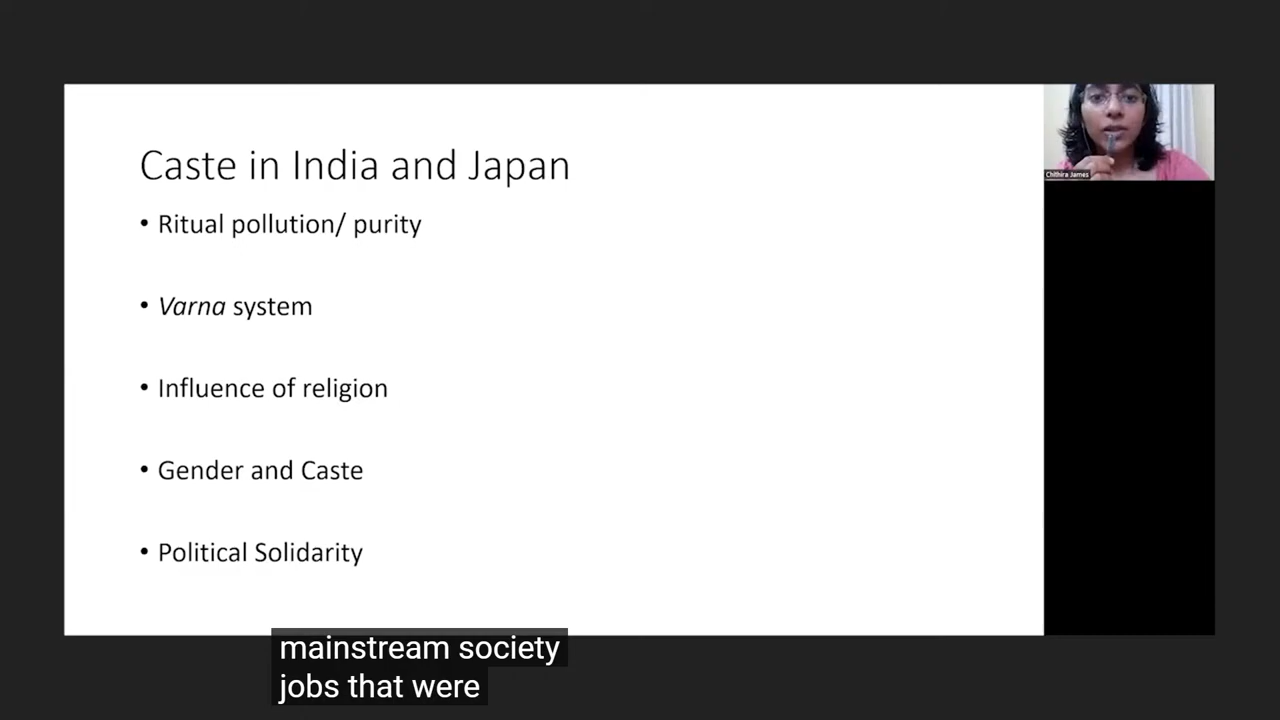 Caste in India and Japan
• Ritual pollution/ purity
• Varna system
• Influence of religion
• Gender and Caste
• Political Solidarity
Chithira James
mainstream society
jobs that were